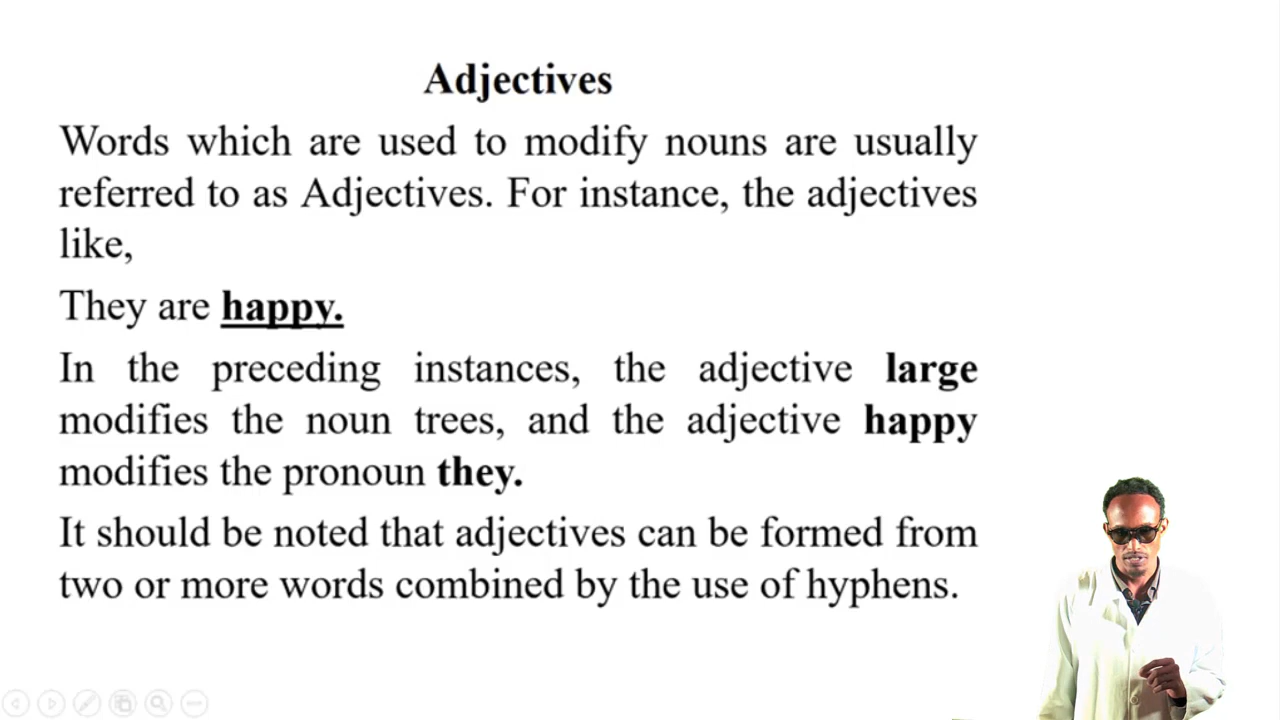 Adjectives
Words which are used to modify nouns are usually
referred to as Adjectives. For instance, the adjectives
like,
They are happy.
In the preceding instances, the adjective large
modifies the noun trees, and the adjective happy
modifies the pronoun they.
It should be noted that adjectives can be formed from
two or more words combined by the use of hyphens.